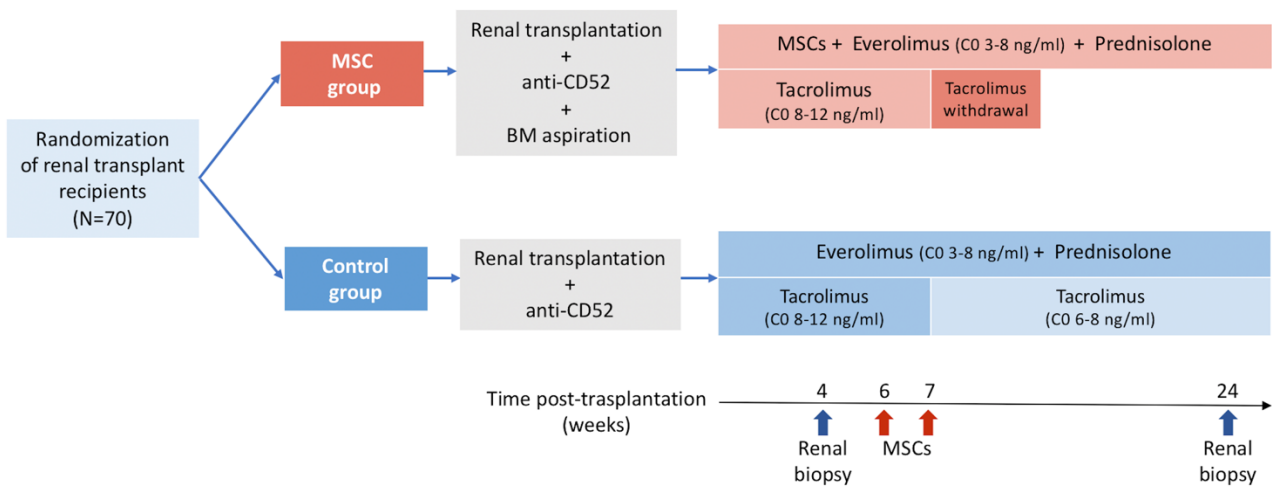 Randomization
of renal transplant
recipients
(N=70)
MSC
group
Renal transplantation
+
anti-CD52
+
BM aspiration
MSCs + Everolimus (C0 3-8 ng/ml) + Prednisolone
Tacrolimus
(C0 8-12 ng/ml)
Tacrolimus
withdrawal
Control
group
Renal transplantation
+
anti-CD52
Everolimus (C0 3-8 ng/ml) + Prednisolone
Tacrolimus
(C0 8-12 ng/ml)
Tacrolimus
(C0 6-8 ng/ml)
Time post-trasplantation
(weeks)
4 6 7 24
Renal
biopsy
MSCs
Renal
biopsy